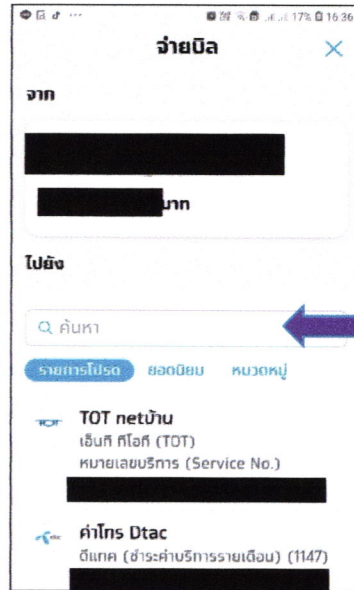 17% 16:36
จ่ายบิล
จาก
บาท
ไปยัง
ค้นหา
รายการโปรด ยอดนิยม หมวดหมู่
TOT netบ้าน
เอ็นที ทีโอที (TOT)
หมายเลขบริการ (Service No.)
ค่าโทร Dtac
ดีแทค (ชำระค่าบริการรายเดือน) (1147)